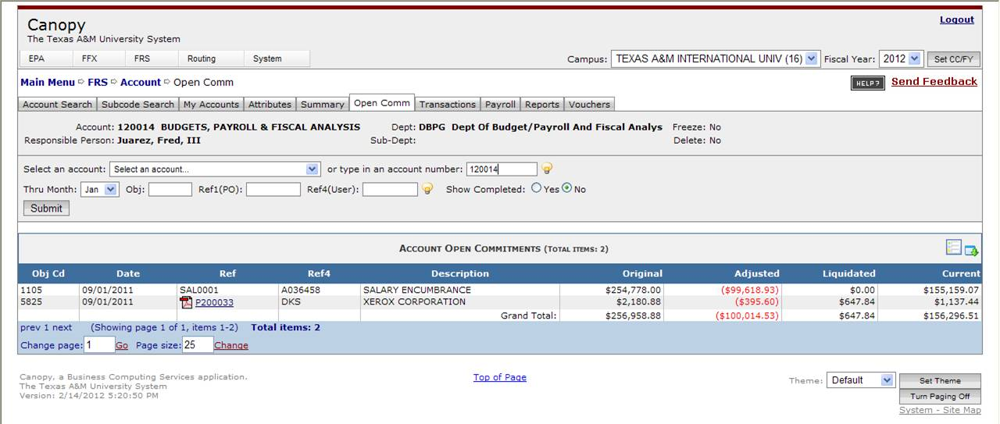 Canopy
Logout
The Texas A&M University System
EPA FFX FRS Routing System Campus: TEXAS A&M INTERNATIONAL UNIV (16) Fiscal Year: 2012 Set CC/FY
Main Menu ⇨ FRS ⇨ Account ⇨ Open Comm HELP? Send Feedback
Account Search Subcode Search My Accounts Attributes Summary Open Comm Transactions Payroll Reports Vouchers
Account: 120014 BUDGETS, PAYROLL & FISCAL ANALYSIS Dept: DBPG Dept Of Budget/Payroll And Fiscal Analys Freeze: No
Responsible Person: Juarez, Fred, III Sub-Dept: Delete: No
Select an account: Select an account... or type in an account number: 120014
Thru Month: Jan Obj: Ref1(PO): Ref4(User): Show Completed: Yes No
Submit
ACCOUNT OPEN COMMITMENTS (TOTAL ITEMS: 2)
Obj Cd Date Ref Ref4 Description Original Adjusted Liquidated Current
1105 09/01/2011 SAL0001 A036458 SALARY ENCUMBRANCE $254,778.00 ($99,618.93) $0.00 $155,159.07
5825 09/01/2011 P200033 DKS XEROX CORPORATION $2,180.88 ($395.60) $647.84 $1,137.44
Grand Total: $256,958.88 ($100,014.53) $647.84 $156,296.51
prev 1 next (Showing page 1 of 1, items 1-2) Total items: 2
Change page: 1 Go Page size: 25 Change
Canopy, a Business Computing Services application. Top of Page Theme: Default Set Theme
The Texas A&M University System
Version: 2/14/2012 5:20:50 PM Turn Paging Off
System - Site Map